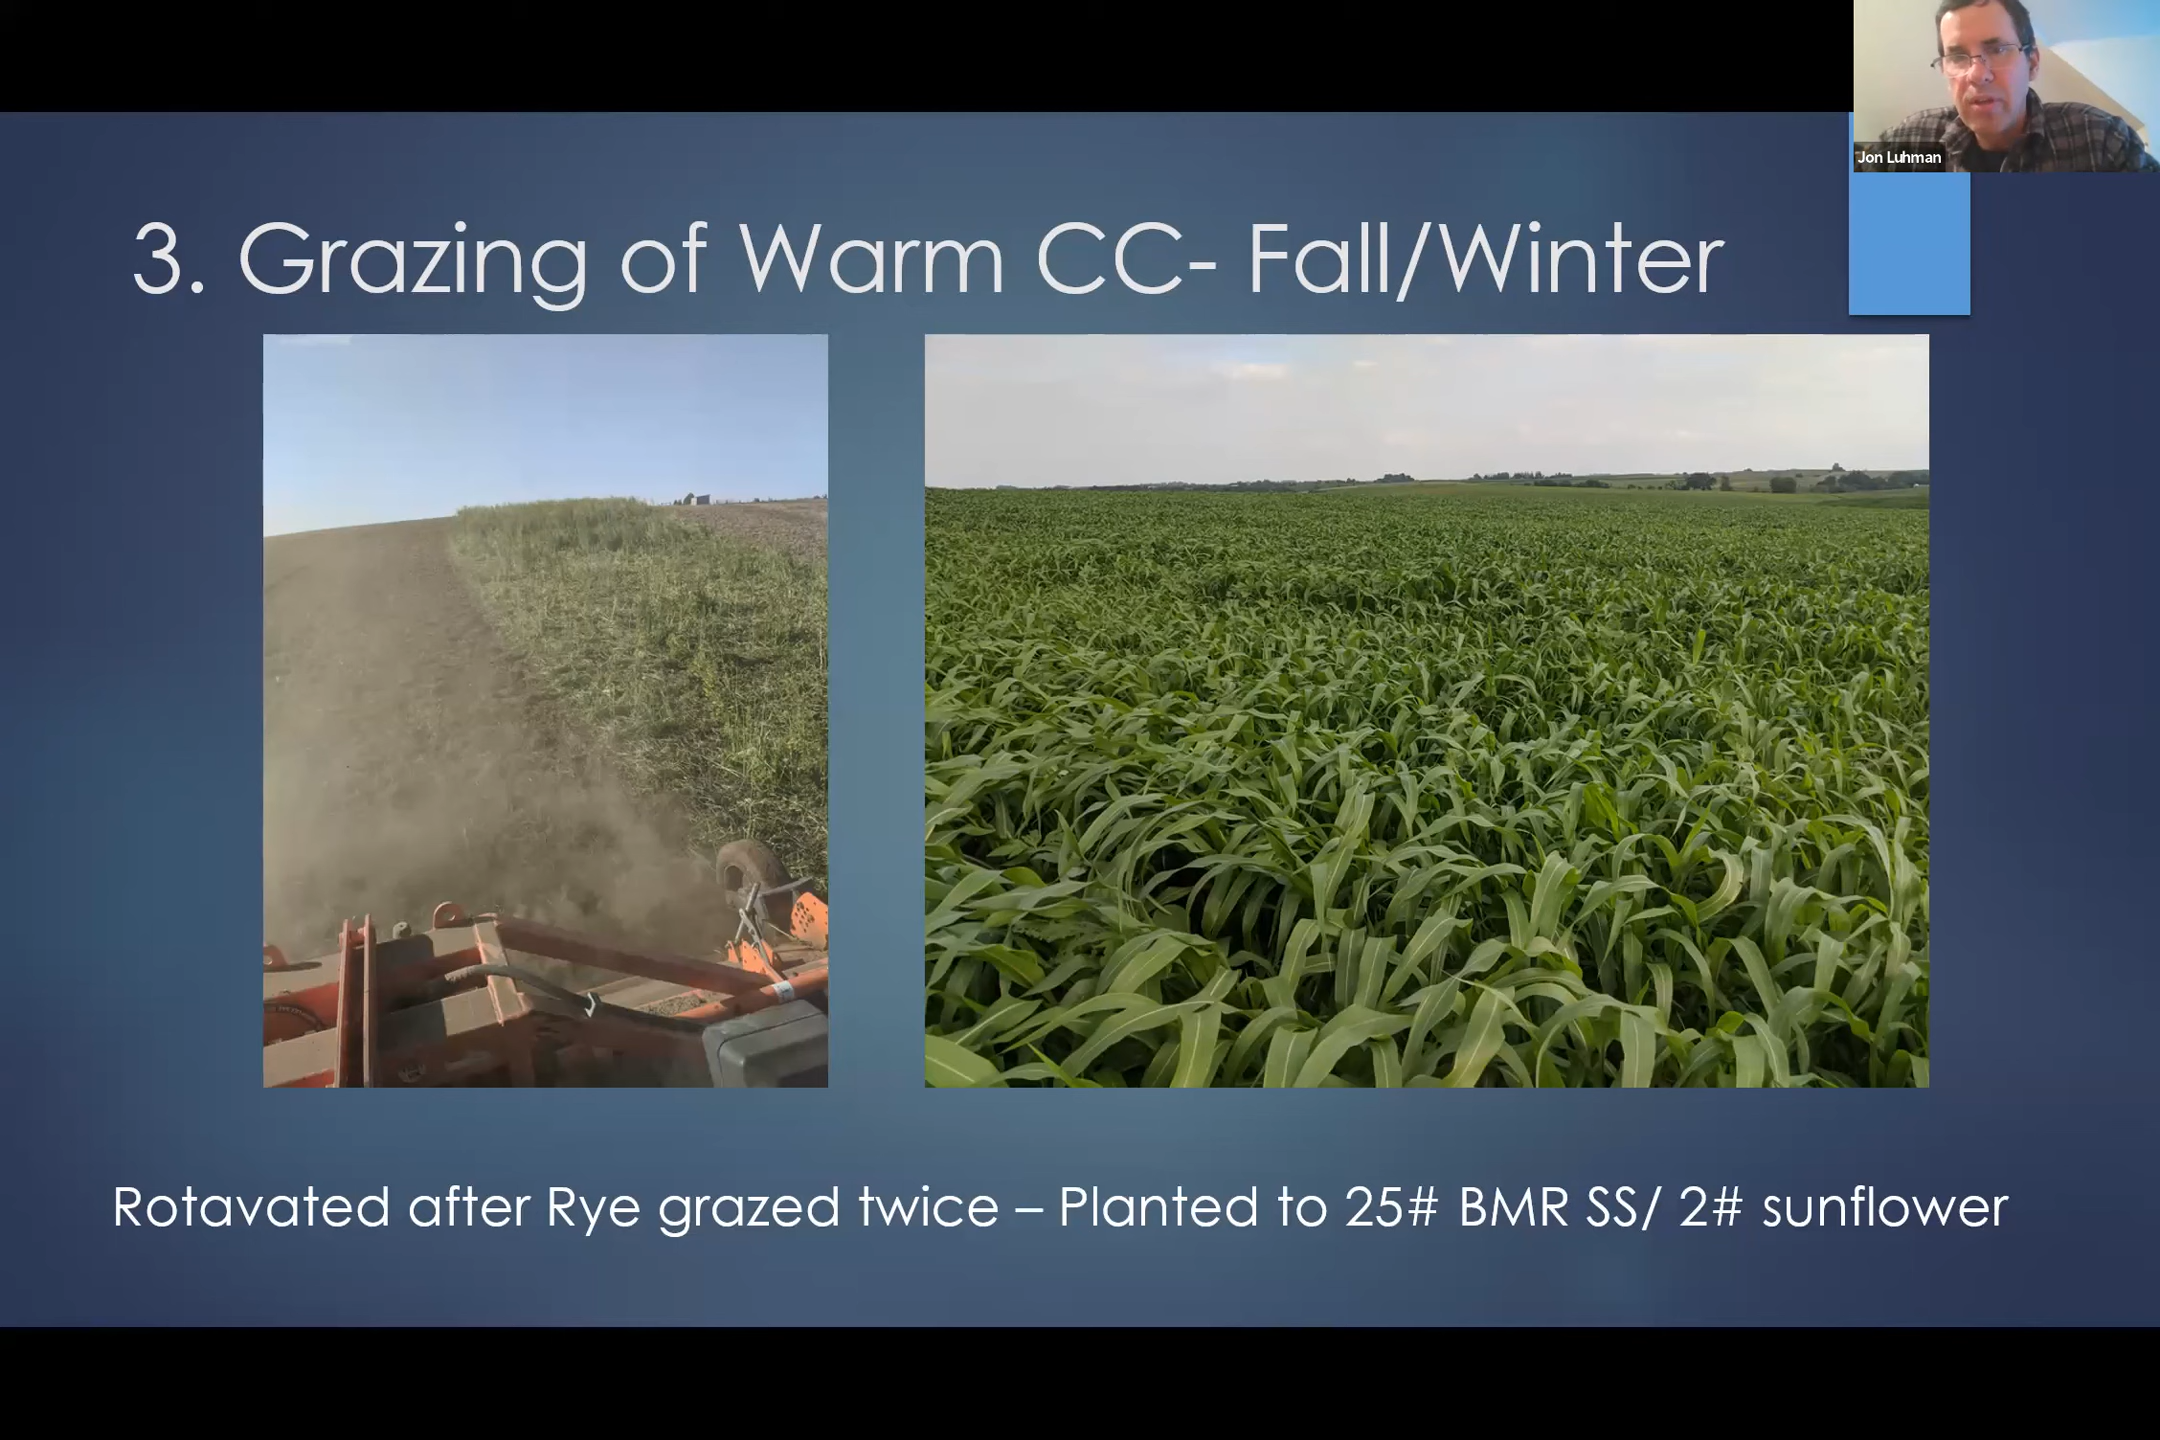 Jon Luhman
3. Grazing of Warm CC- Fall/Winter
Rotavated after Rye grazed twice – Planted to 25# BMR SS/ 2# sunflower